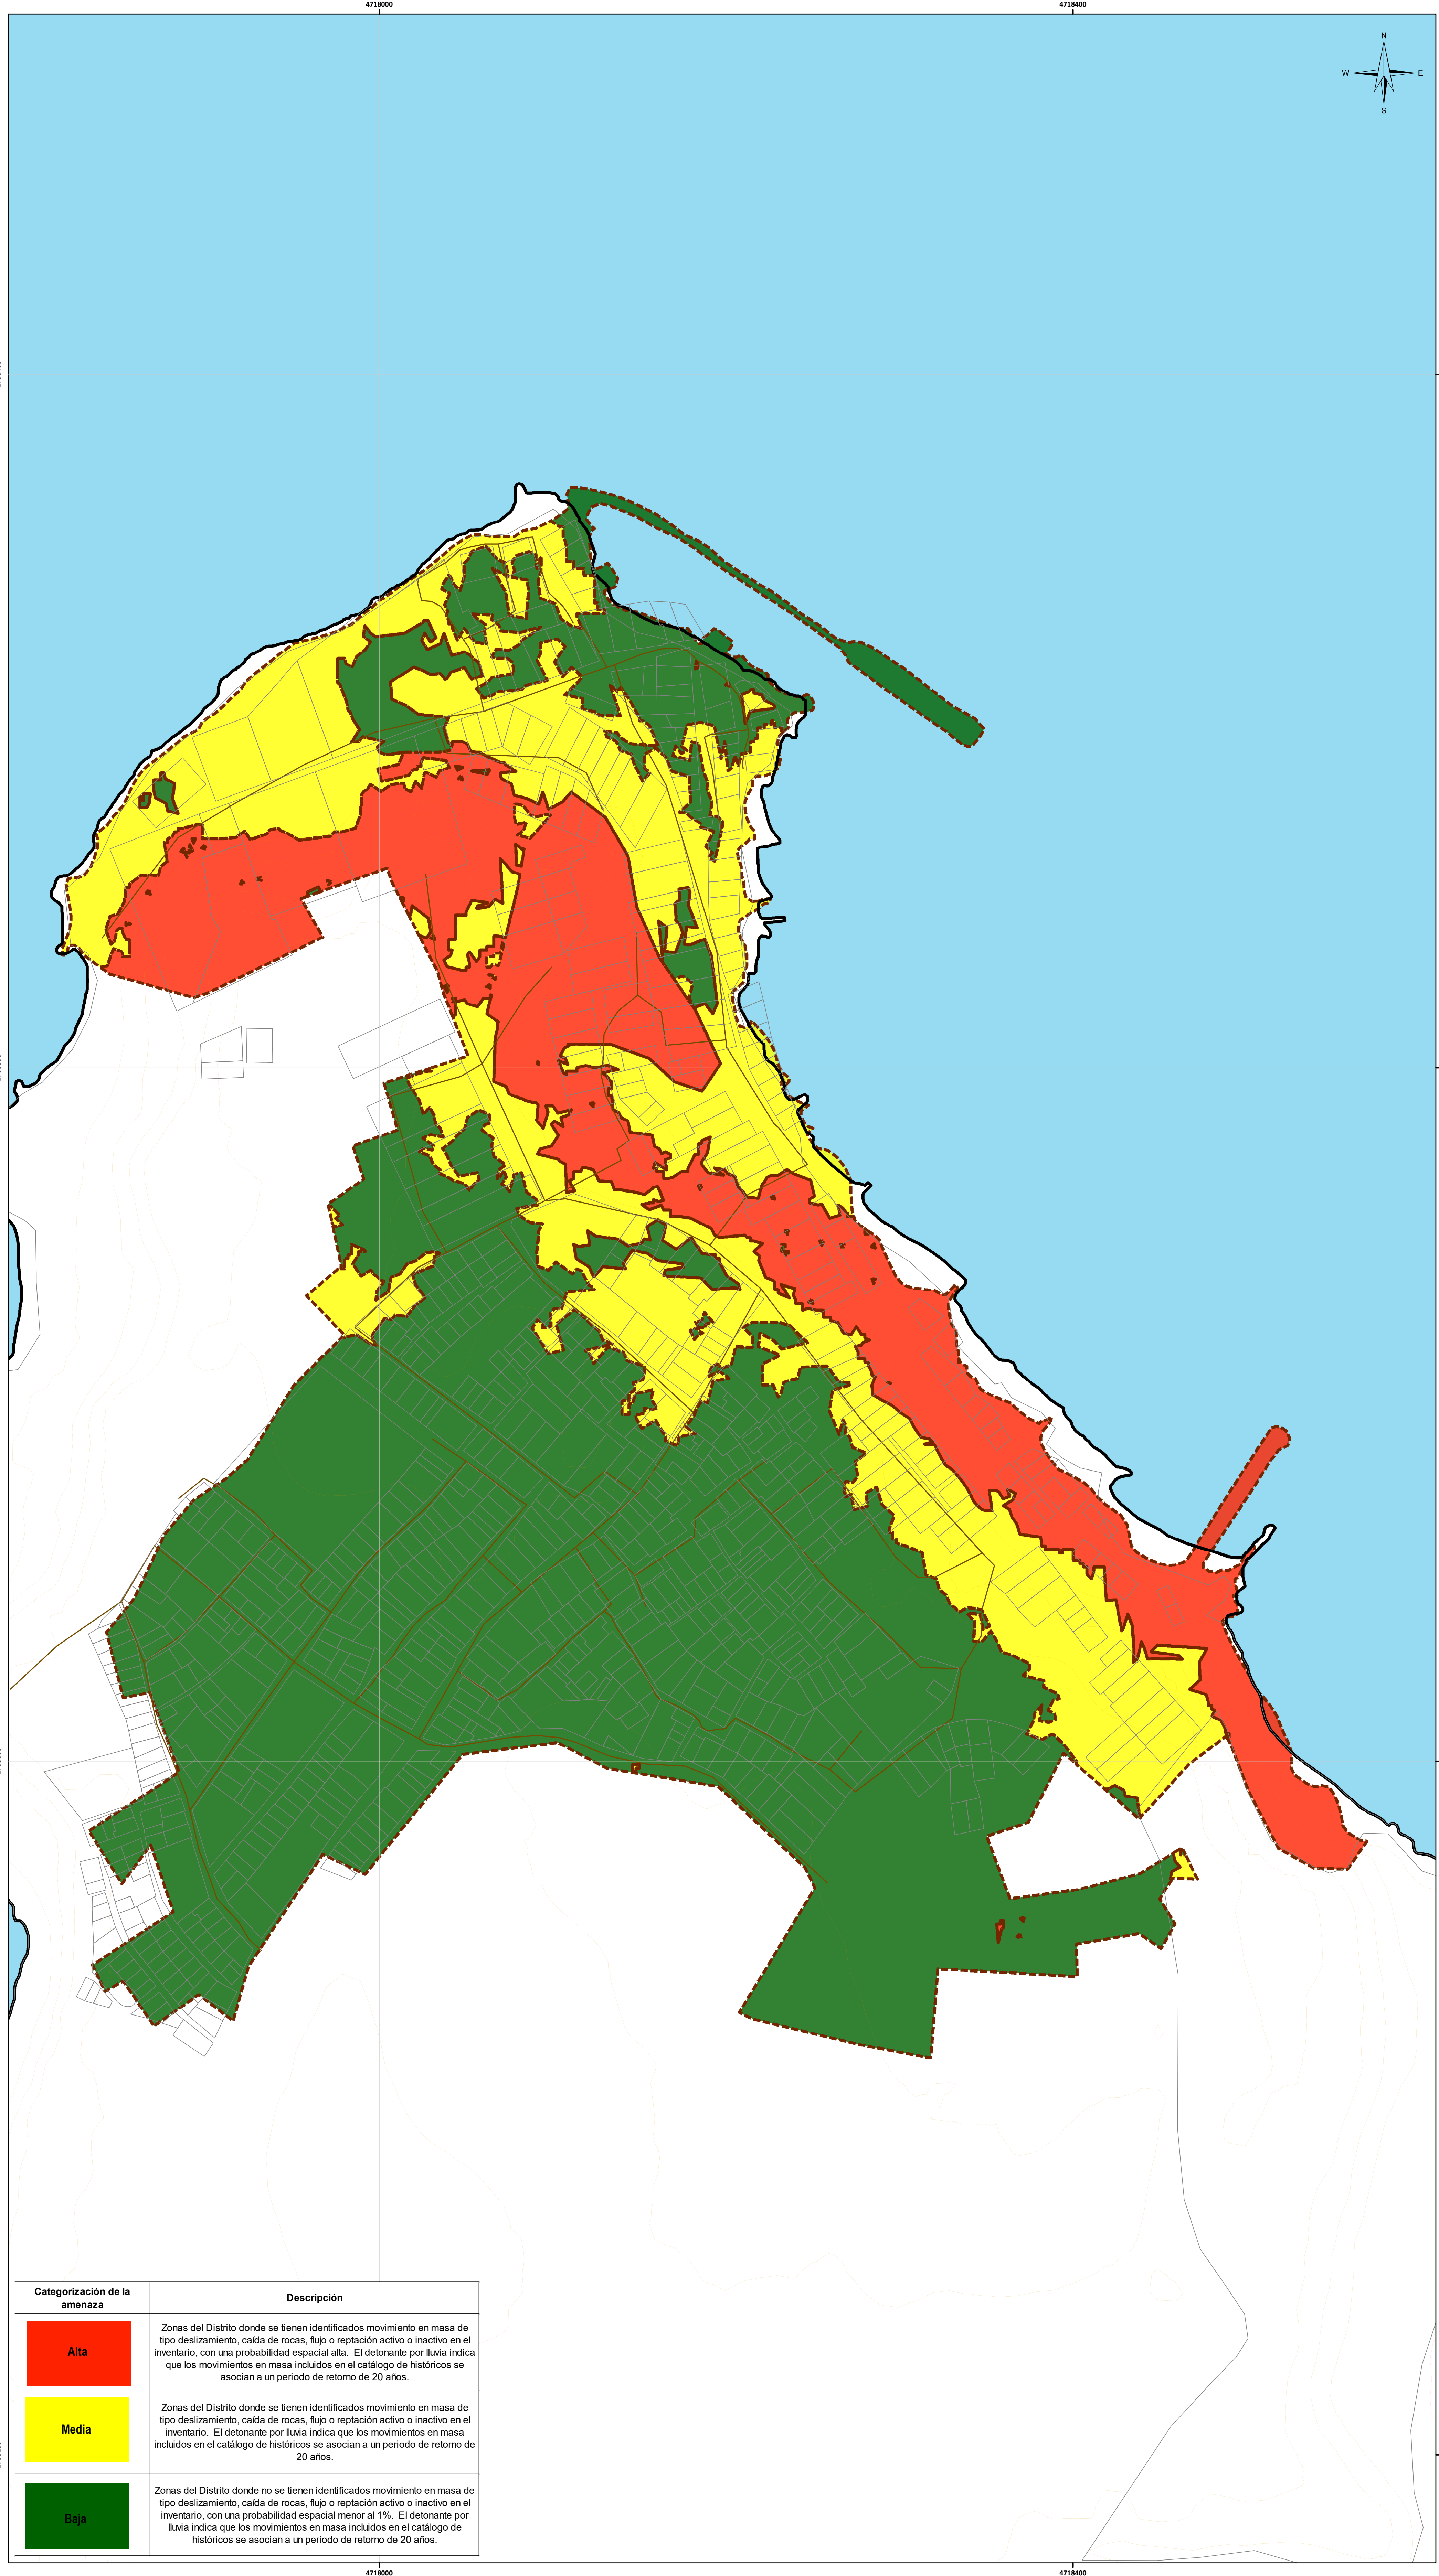 4718000
4718400
N
W
E
S
Categorización de la
amenaza
Descripción
Alta
Zonas del Distrito donde se tienen identificados movimiento en masa de
tipo deslizamiento, caída de rocas, flujo o reptación activo o inactivo en el
inventario, con una probabilidad espacial alta. El detonante por lluvia indica
que los movimientos en masa incluidos en el catálogo de históricos se
asocian a un periodo de retorno de 20 años.
Media
Zonas del Distrito donde se tienen identificados movimiento en masa de
tipo deslizamiento, caída de rocas, flujo o reptación activo o inactivo en el
inventario. El detonante por lluvia indica que los movimientos en masa
incluidos en el catálogo de históricos se asocian a un periodo de retorno de
20 años.
Baja
Zonas del Distrito donde no se tienen identificados movimiento en masa de
tipo deslizamiento, caída de rocas, flujo o reptación activo o inactivo en el
inventario, con una probabilidad espacial menor al 1%. El detonante por
lluvia indica que los movimientos en masa incluidos en el catálogo de
históricos se asocian a un periodo de retorno de 20 años.
4718000
4718400